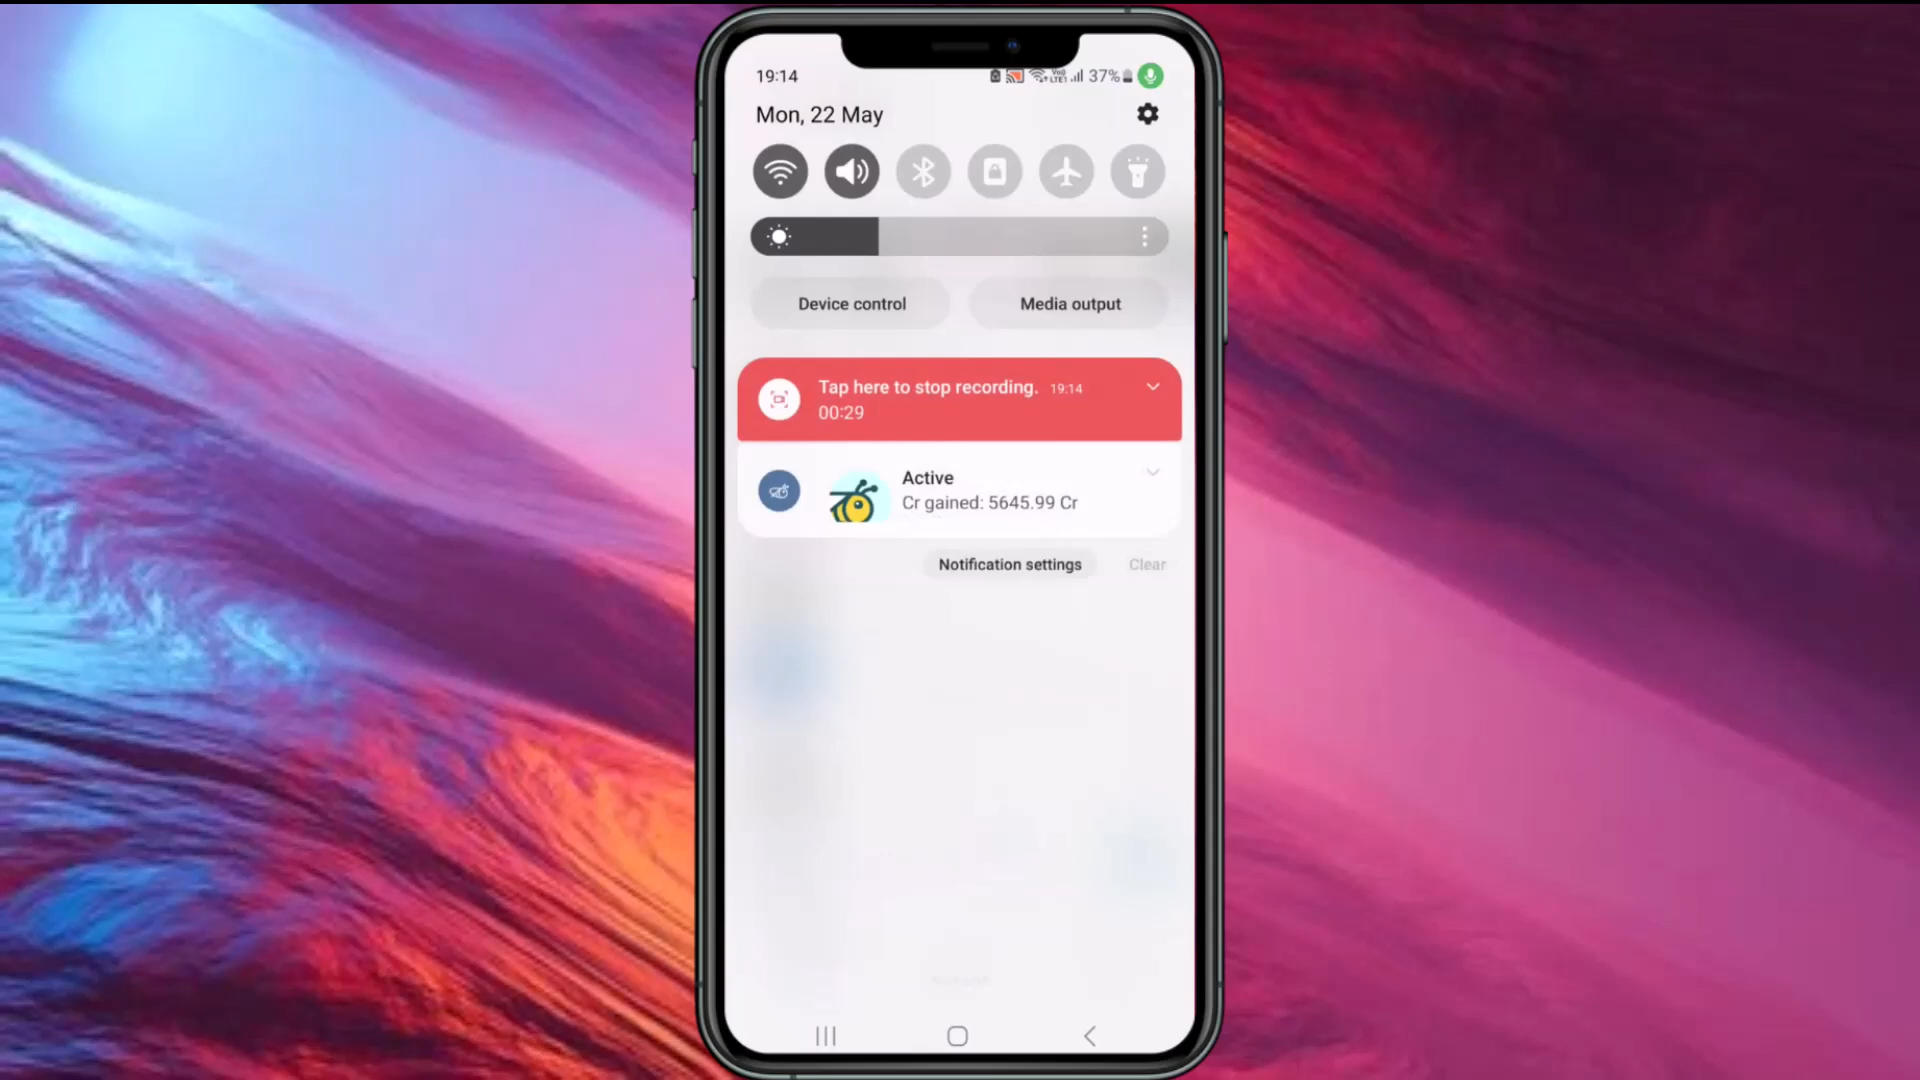 19:14
37%
Mon, 22 May
Device control
Media output
Tap here to stop recording. 19:14
00:29
Active
Cr gained: 5645.99 Cr
Notification settings
Clear